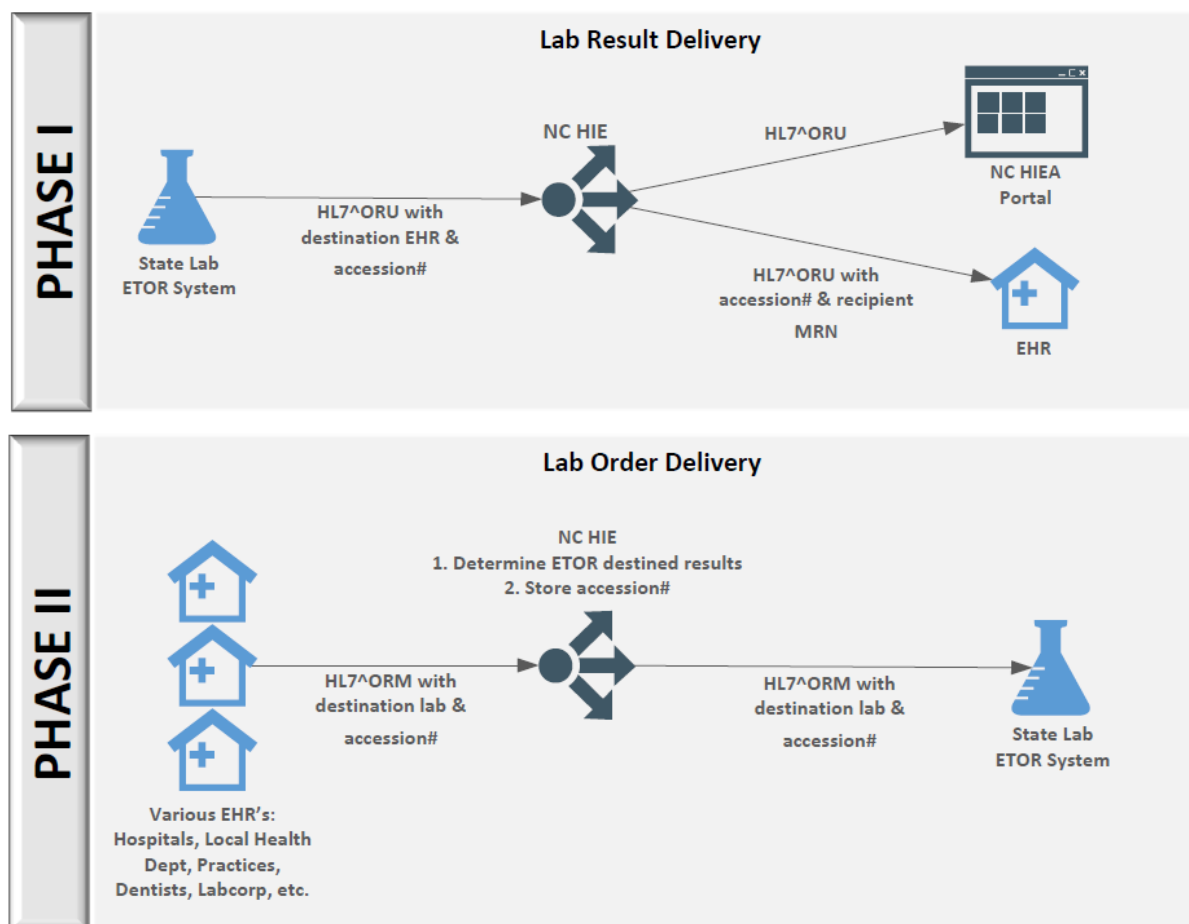 PHASE I
Lab Result Delivery
NC HIE
HL7^ORU
NC HIEA
Portal
HL7^ORU with
destination EHR &
accession#
State Lab
ETOR System
HL7^ORU with
accession# & recipient
MRN
EHR
PHASE II
Lab Order Delivery
NC HIE
1. Determine ETOR destined results
2. Store accession#
HL7^ORM with
destination lab &
accession#
HL7^ORM with
destination lab &
accession#
State Lab
ETOR System
Various EHR's:
Hospitals, Local Health
Dept, Practices,
Dentists, Labcorp, etc.